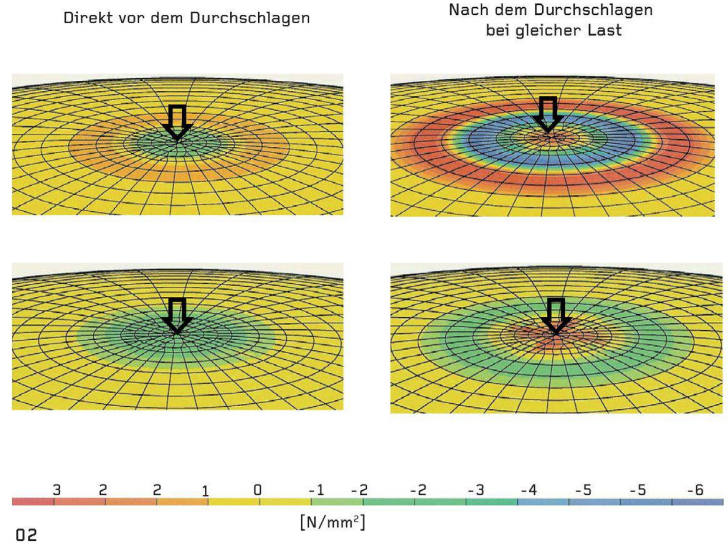 Direkt vor dem Durchschlagen
Nach dem Durchschlagen
bei gleicher Last
3 2 2 1 0 -1 -2 -2 -3 -4 -5 -5 -6
[N/mm²]
02